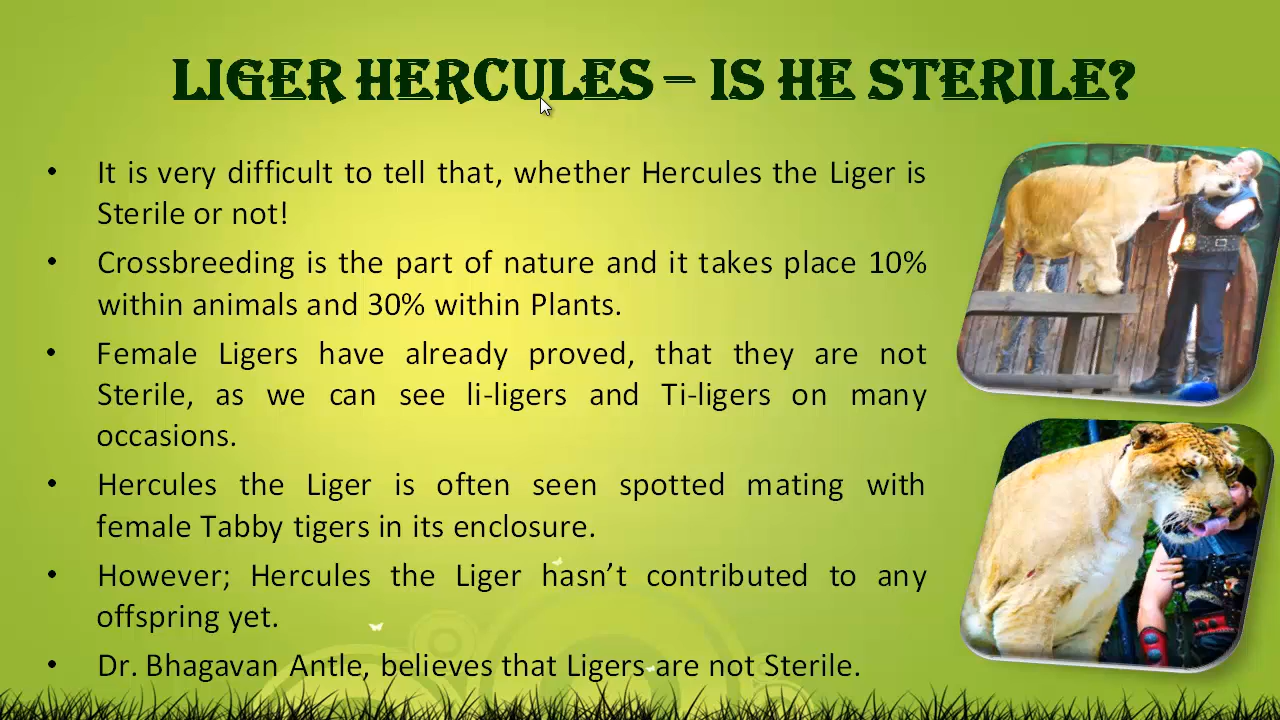 LIGER HERCULES – IS HE STERILE?
• It is very difficult to tell that, whether Hercules the Liger is
Sterile or not!
• Crossbreeding is the part of nature and it takes place 10%
within animals and 30% within Plants.
• Female Ligers have already proved, that they are not
Sterile, as we can see li-ligers and Ti-ligers on many
occasions.
• Hercules the Liger is often seen spotted mating with
female Tabby tigers in its enclosure.
• However; Hercules the Liger hasn’t contributed to any
offspring yet.
• Dr. Bhagavan Antle, believes that Ligers are not Sterile.